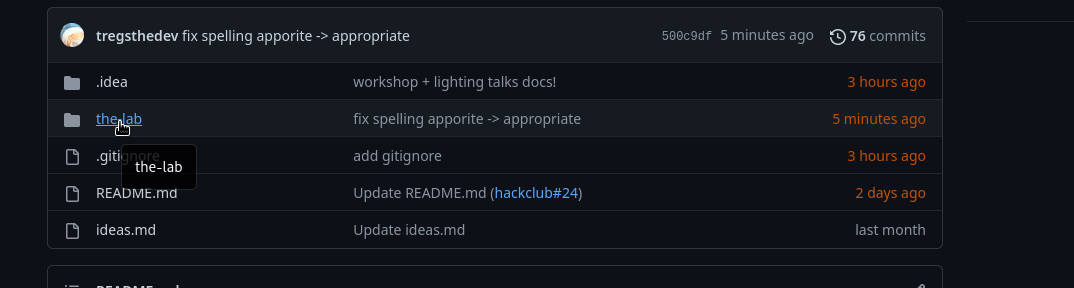 tregsthedev fix spelling apporite -> appropriate 500c9df 5 minutes ago 76 commits
.idea workshop + lighting talks docs! 3 hours ago
the-lab fix spelling apporite -> appropriate 5 minutes ago
.gitignore add gitignore 3 hours ago
the-lab
README.md Update README.md (hackclub#24) 2 days ago
ideas.md Update ideas.md last month